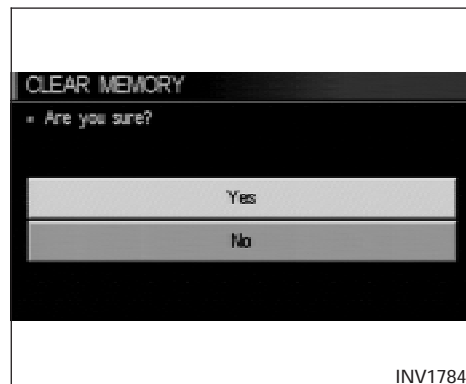 CLEAR MEMORY
Are you sure?
Yes
No
INV1784